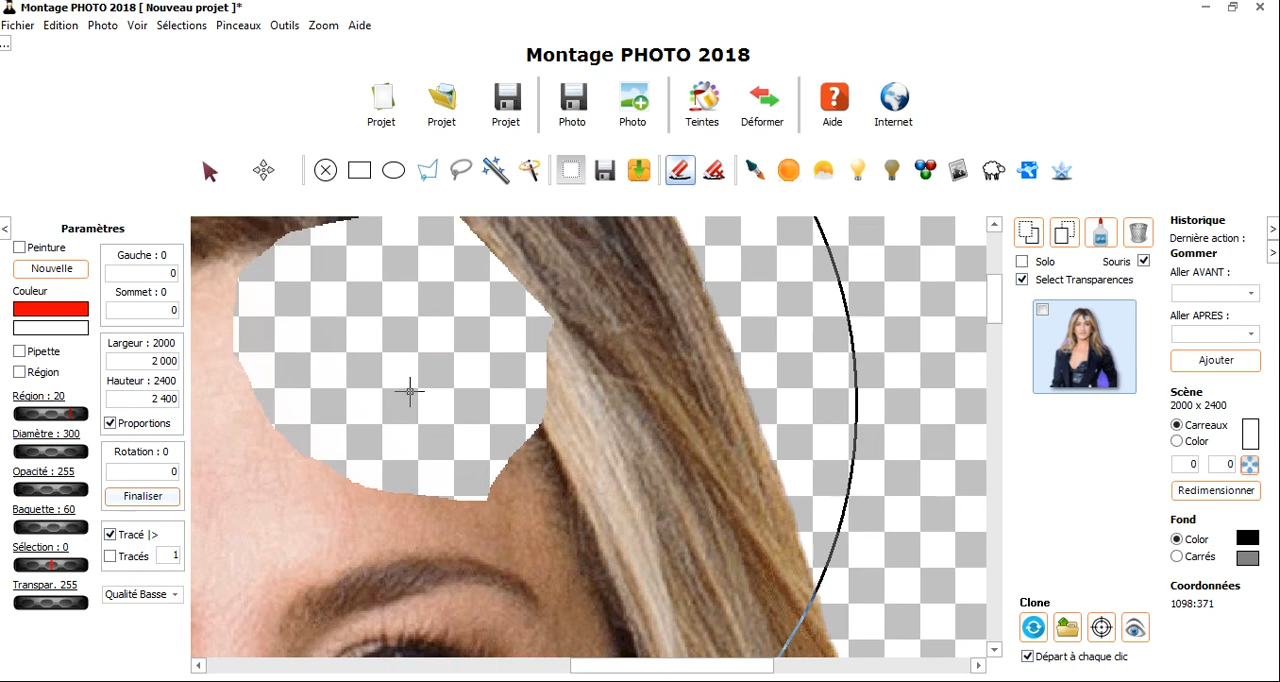 Montage PHOTO 2018 [ Nouveau projet ]*
Fichier Edition Photo Voir Sélections Pinceaux Outils Zoom Aide
...
Montage PHOTO 2018
Projet Projet Projet Photo Photo Teintes Déformer Aide Internet
<
Paramètres
Peinture
Nouvelle
Couleur
Pipette
Région
Région : 20
Diamètre : 300
Opacité : 255
Baguette : 60
Sélection : 0
Transpar. 255
Gauche : 0
0
Sommet : 0
0
Largeur : 2000
2 000
Hauteur : 2400
2 400
Proportions
Rotation : 0
0
Finaliser
Tracé |>
Tracés 1
Qualité Basse
Solo Souris
Select Transparences
Clone
Départ à chaque clic
Historique
Dernière action :
Gommer
Aller AVANT :
Aller APRES :
Ajouter
Scène
2000 x 2400
Carreaux
Color
0 0
Redimensionner
Fond
Color
Carrés
Coordonnées
1098:371
>
>